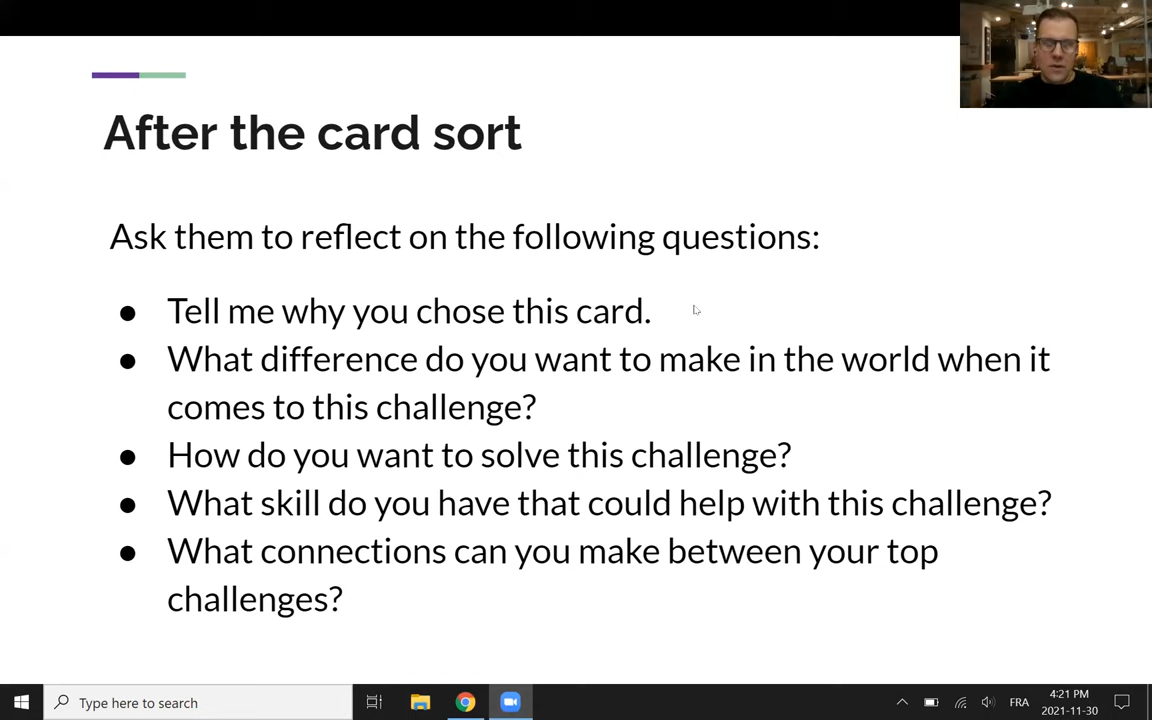 After the card sort
Ask them to reflect on the following questions:
● Tell me why you chose this card.
● What difference do you want to make in the world when it
comes to this challenge?
● How do you want to solve this challenge?
● What skill do you have that could help with this challenge?
● What connections can you make between your top
challenges?
Type here to search
FRA
4:21 PM
2021-11-30